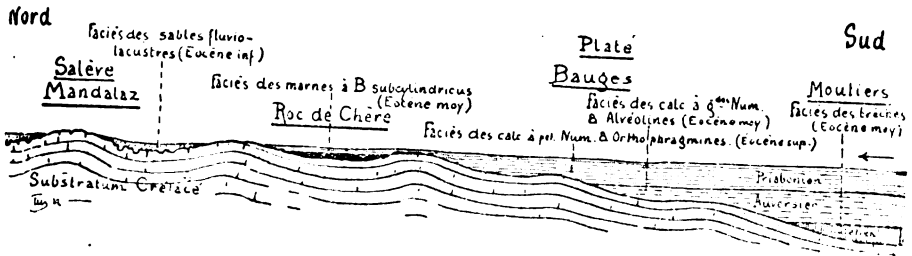 Nord
Sud
Faciès des sables fluvio-
lacustres (Eocène inf)
Salève
Mandalaz
Faciès des marnes à B subcylindricus
(Eocène moy)
Roc de Chère
Platé
Bauges
Faciès des calc à gdes Num.
& Alvéolines (Eocène moy)
Faciès des calc à pet. Num. & Orthophragmines. (Eocène sup.)
Moutiers
Faciès des brèches
(Eocène moy)
Priabonien
Auversien
Substratum Crétacé